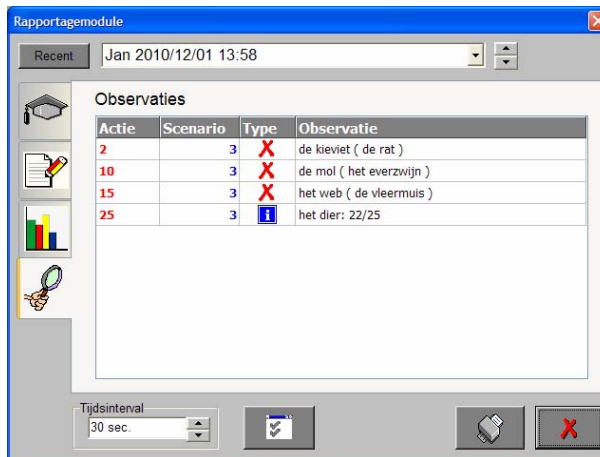 Rapportagemodule
Recent Jan 2010/12/01 13:58
Observaties
Actie Scenario Type Observatie
2 3 de kieviet ( de rat )
10 3 de mol ( het everzwijn )
15 3 het web ( de vleermuis )
25 3 i het dier: 22/25
Tijdsinterval
30 sec.